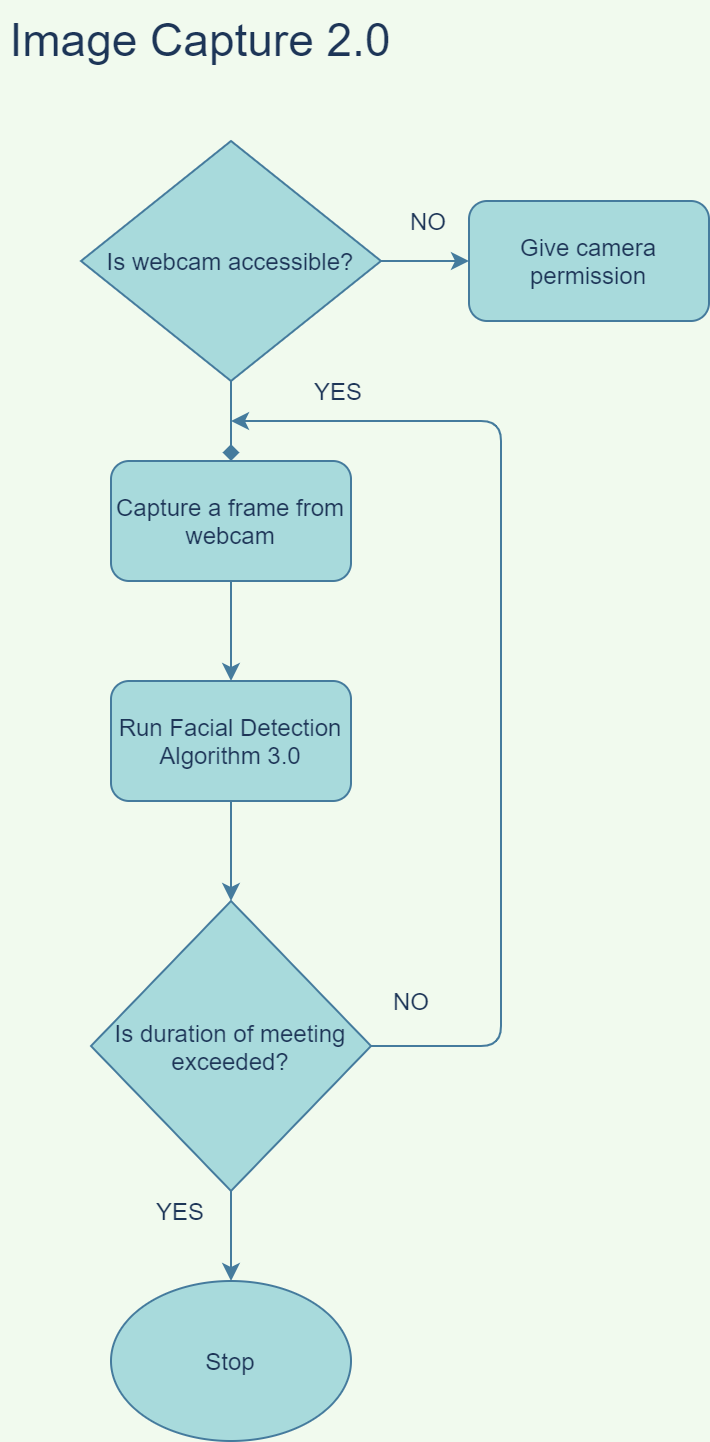 Image Capture 2.0
NO
Is webcam accessible?
Give camera
permission
YES
Capture a frame from
webcam
Run Facial Detection
Algorithm 3.0
NO
Is duration of meeting
exceeded?
YES
Stop